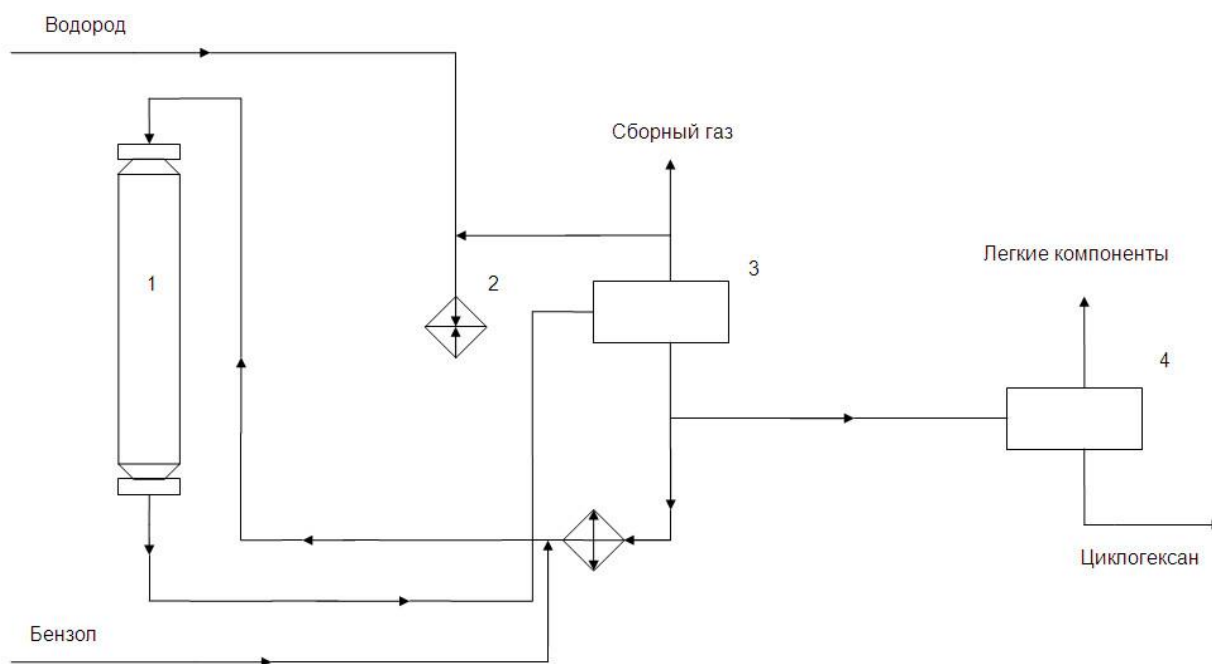 Водород
Сборный газ
Легкие компоненты
3
1
2
4
Циклогексан
Бензол